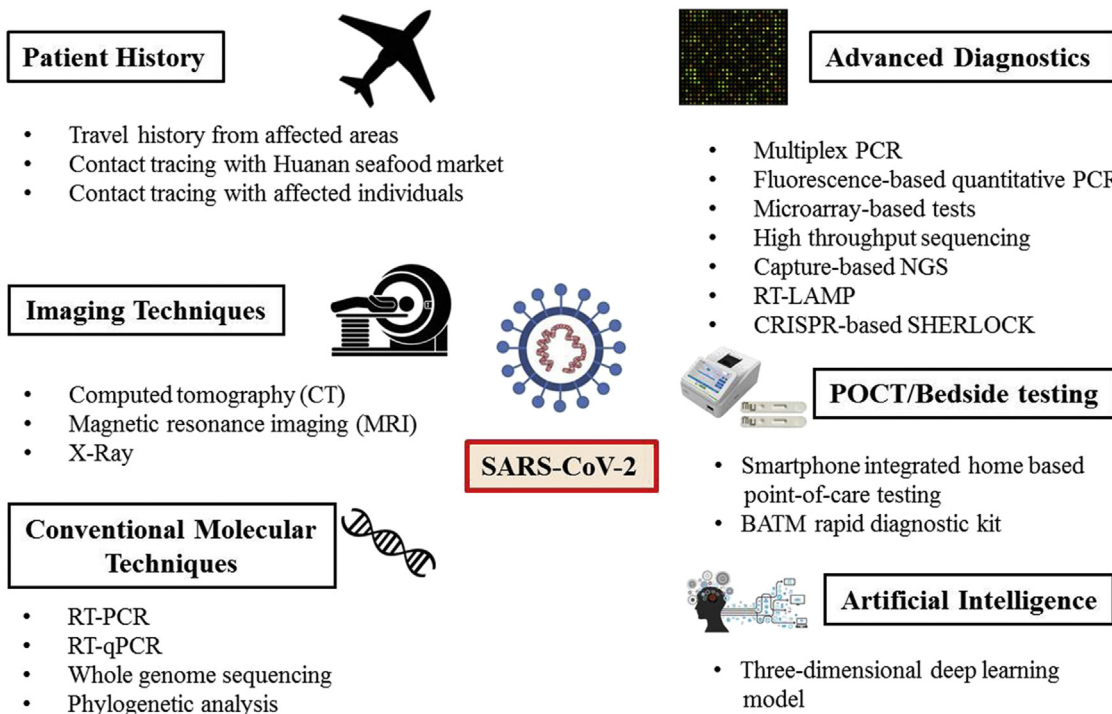 Patient History
• Travel history from affected areas
• Contact tracing with Huanan seafood market
• Contact tracing with affected individuals
Imaging Techniques
• Computed tomography (CT)
• Magnetic resonance imaging (MRI)
• X-Ray
Conventional Molecular
Techniques
• RT-PCR
• RT-qPCR
• Whole genome sequencing
• Phylogenetic analysis
SARS-CoV-2
Advanced Diagnostics
• Multiplex PCR
• Fluorescence-based quantitative PCR
• Microarray-based tests
• High throughput sequencing
• Capture-based NGS
• RT-LAMP
• CRISPR-based SHERLOCK
POCT/Bedside testing
• Smartphone integrated home based
point-of-care testing
• BATM rapid diagnostic kit
Artificial Intelligence
• Three-dimensional deep learning
model